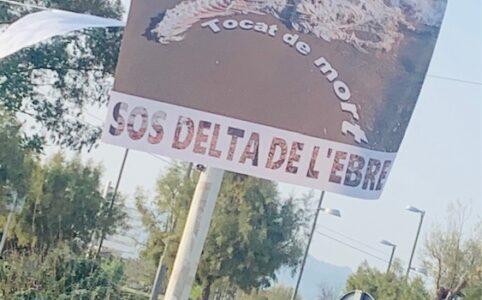 Tocat de mort
SOS DELTA DE L'EBRE